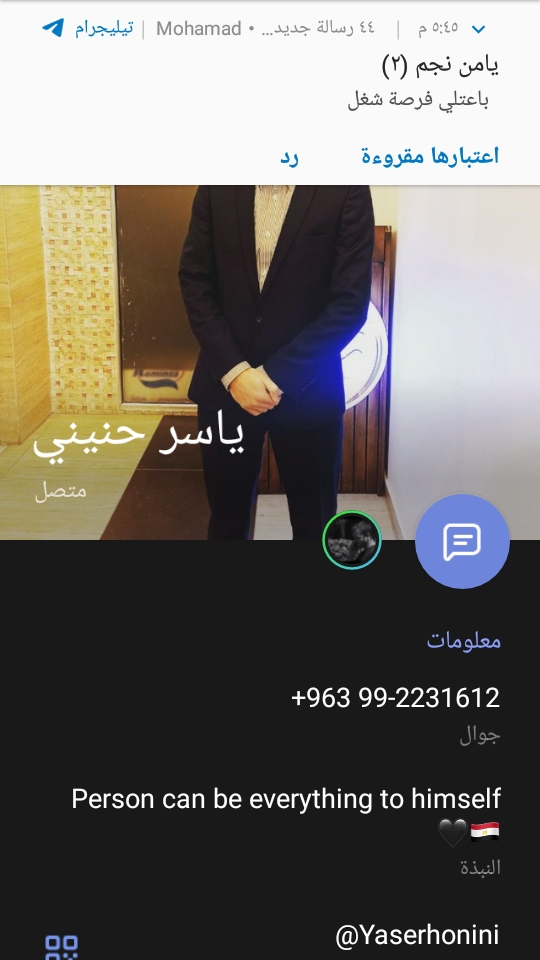 تيليجرام | Mohamad • ٤٤ رسالة جديد... | ٥:٤٥ م
يامن نجم (٢)
باعتلي فرصة شغل
اعتبارها مقروءة رد
ياسر حنيني
متصل
معلومات
+963 99-2231612
جوال
Person can be everything to himself
🖤🇪🇬
النبذة
@Yaserhonini